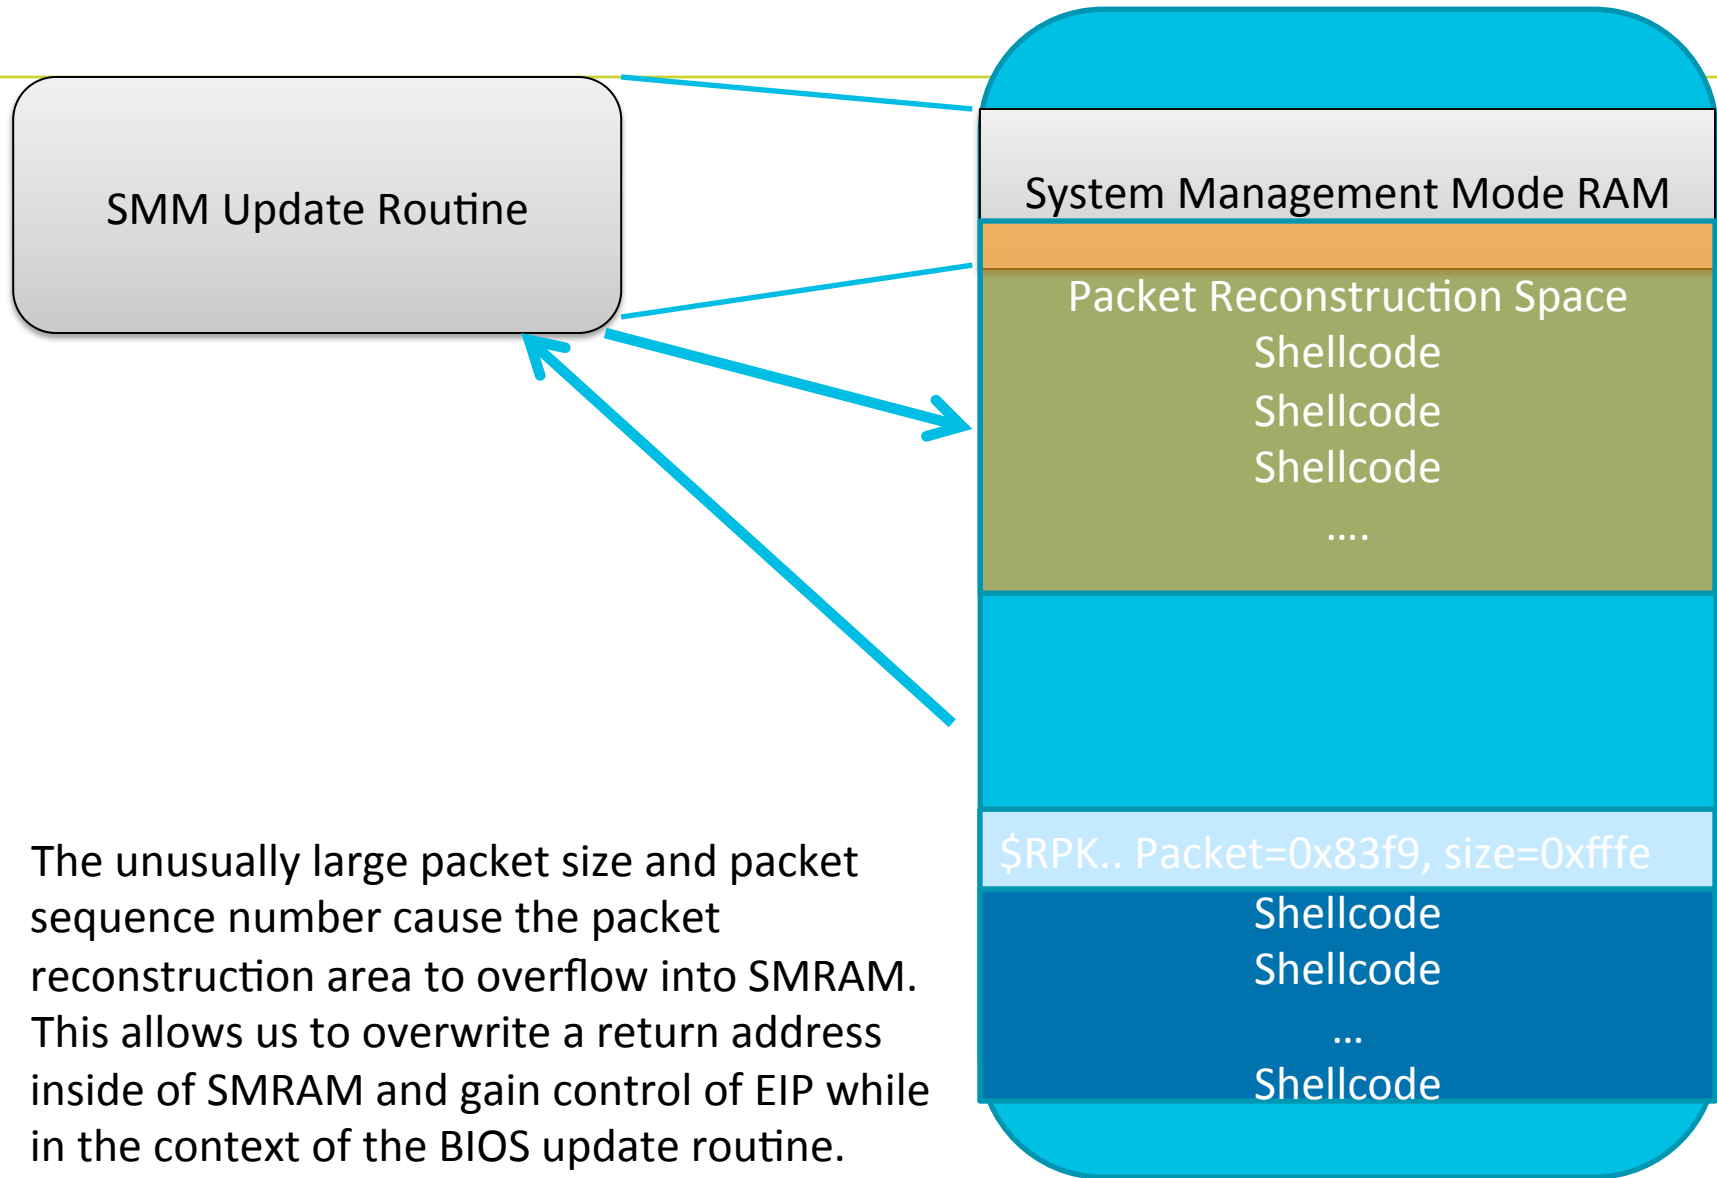 SMM Update Routine
System Management Mode RAM
Packet Reconstruction Space
Shellcode
Shellcode
Shellcode
….
$RPK.. Packet=0x83f9, size=0xfffe
Shellcode
Shellcode
…
Shellcode
The unusually large packet size and packet
sequence number cause the packet
reconstruction area to overflow into SMRAM.
This allows us to overwrite a return address
inside of SMRAM and gain control of EIP while
in the context of the BIOS update routine.